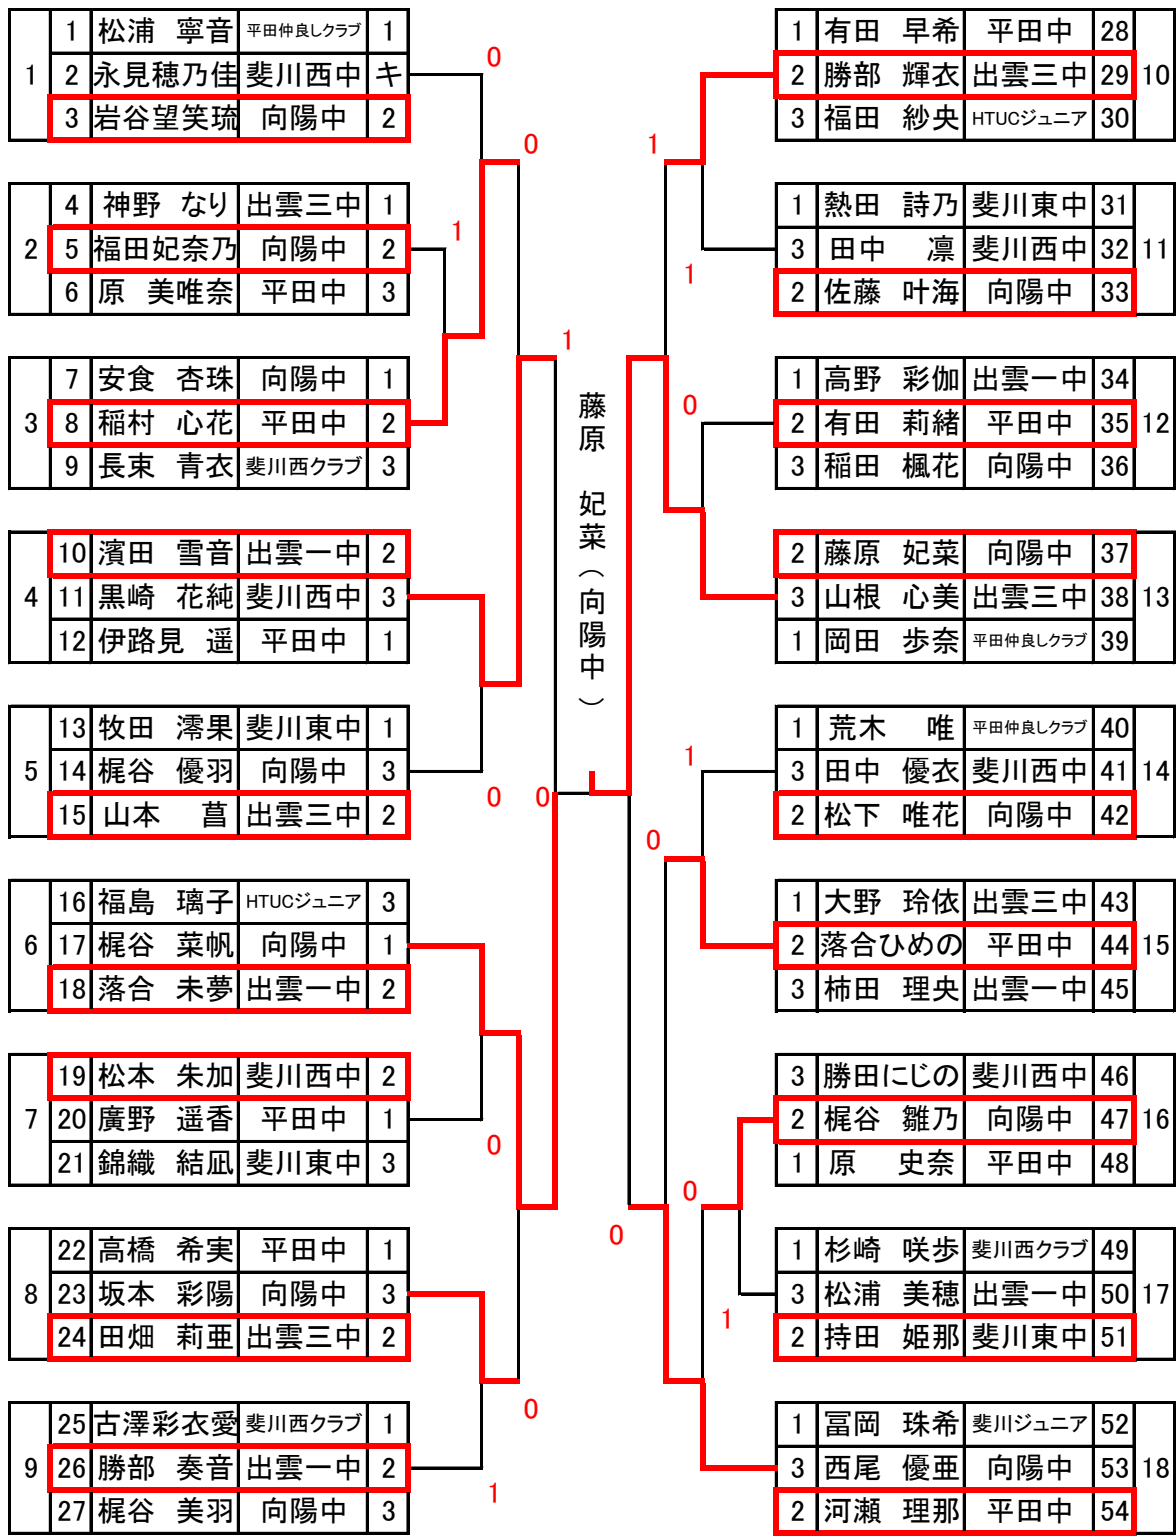 1 松浦 寧音 平田仲良しクラブ 1
1 2 永見穂乃佳 斐川西中 キ
3 岩谷望笑琉 向陽中 2
4 神野 なり 出雲三中 1
2 5 福田妃奈乃 向陽中 2
6 原 美唯奈 平田中 3
7 安食 杏珠 向陽中 1
3 8 稲村 心花 平田中 2
9 長束 青衣 斐川西クラブ 3
10 濱田 雪音 出雲一中 2
4 11 黒崎 花純 斐川西中 3
12 伊路見 遥 平田中 1
13 牧田 澪果 斐川東中 1
5 14 梶谷 優羽 向陽中 3
15 山本 菖 出雲三中 2
16 福島 璃子 HTUCジュニア 3
6 17 梶谷 菜帆 向陽中 1
18 落合 未夢 出雲一中 2
19 松本 朱加 斐川西中 2
7 20 廣野 遥香 平田中 1
21 錦織 結凪 斐川東中 3
22 高橋 希実 平田中 1
8 23 坂本 彩陽 向陽中 3
24 田畑 莉亜 出雲三中 2
25 古澤彩衣愛 斐川西クラブ 1
9 26 勝部 奏音 出雲一中 2
27 梶谷 美羽 向陽中 3
0
0
1
1
0 0
0
0
1
藤原 妃菜(向陽中)
1
1
0
1
0
0
0
1
1 有田 早希 平田中 28
2 勝部 輝衣 出雲三中 29 10
3 福田 紗央 HTUCジュニア 30
1 熱田 詩乃 斐川東中 31
3 田中 凛 斐川西中 32 11
2 佐藤 叶海 向陽中 33
1 高野 彩伽 出雲一中 34
2 有田 莉緒 平田中 35 12
3 稲田 楓花 向陽中 36
2 藤原 妃菜 向陽中 37
3 山根 心美 出雲三中 38 13
1 岡田 歩奈 平田仲良しクラブ 39
1 荒木 唯 平田仲良しクラブ 40
3 田中 優衣 斐川西中 41 14
2 松下 唯花 向陽中 42
1 大野 玲依 出雲三中 43
2 落合ひめの 平田中 44 15
3 柿田 理央 出雲一中 45
3 勝田にじの 斐川西中 46
2 梶谷 雛乃 向陽中 47 16
1 原 史奈 平田中 48
1 杉崎 咲歩 斐川西クラブ 49
3 松浦 美穂 出雲一中 50 17
2 持田 姫那 斐川東中 51
1 冨岡 珠希 斐川ジュニア 52
3 西尾 優亜 向陽中 53 18
2 河瀬 理那 平田中 54